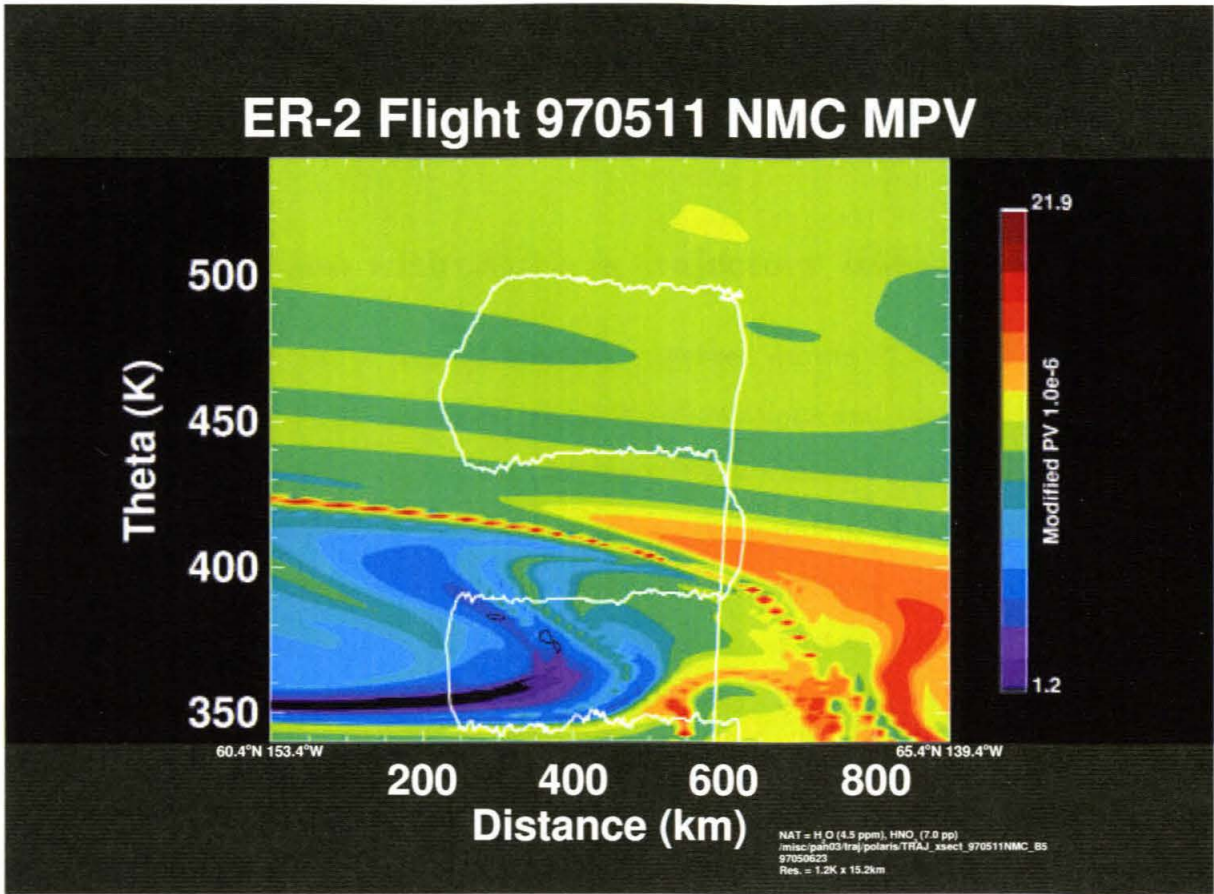 ER-2 Flight 970511 NMC MPV
21.9
500
450
400
350
Theta (K)
Modified PV 1.0e-6
1.2
60.4°N 153.4°W
65.4°N 139.4°W
200 400 600 800
Distance (km)
NAT = H2O (4.5 ppm), HNO3 (7.0 pp)
/misc/pah03/traj/polaris/TRAJ_xsect_970511NMC_B5
97050623
Res. = 1.2K x 15.2km